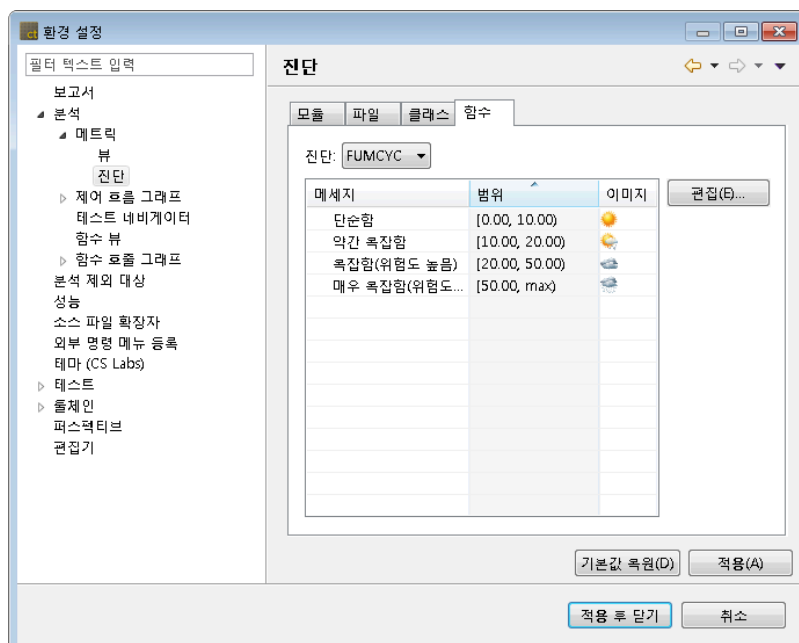 ct 환경 설정
필터 텍스트 입력
보고서
분석
메트릭
뷰
진단
제어 흐름 그래프
테스트 네비게이터
함수 뷰
함수 호출 그래프
분석 제외 대상
성능
소스 파일 확장자
외부 명령 메뉴 등록
테마 (CS Labs)
테스트
툴체인
퍼스펙티브
편집기
진단
모듈 파일 클래스 함수
진단: FUMCYC
메세지 범위 이미지 편집(E)...
단순함 [0.00, 10.00)
약간 복잡함 [10.00, 20.00)
복잡함(위험도 높음) [20.00, 50.00)
매우 복잡함(위험도... [50.00, max)
기본값 복원(D) 적용(A)
적용 후 닫기 취소